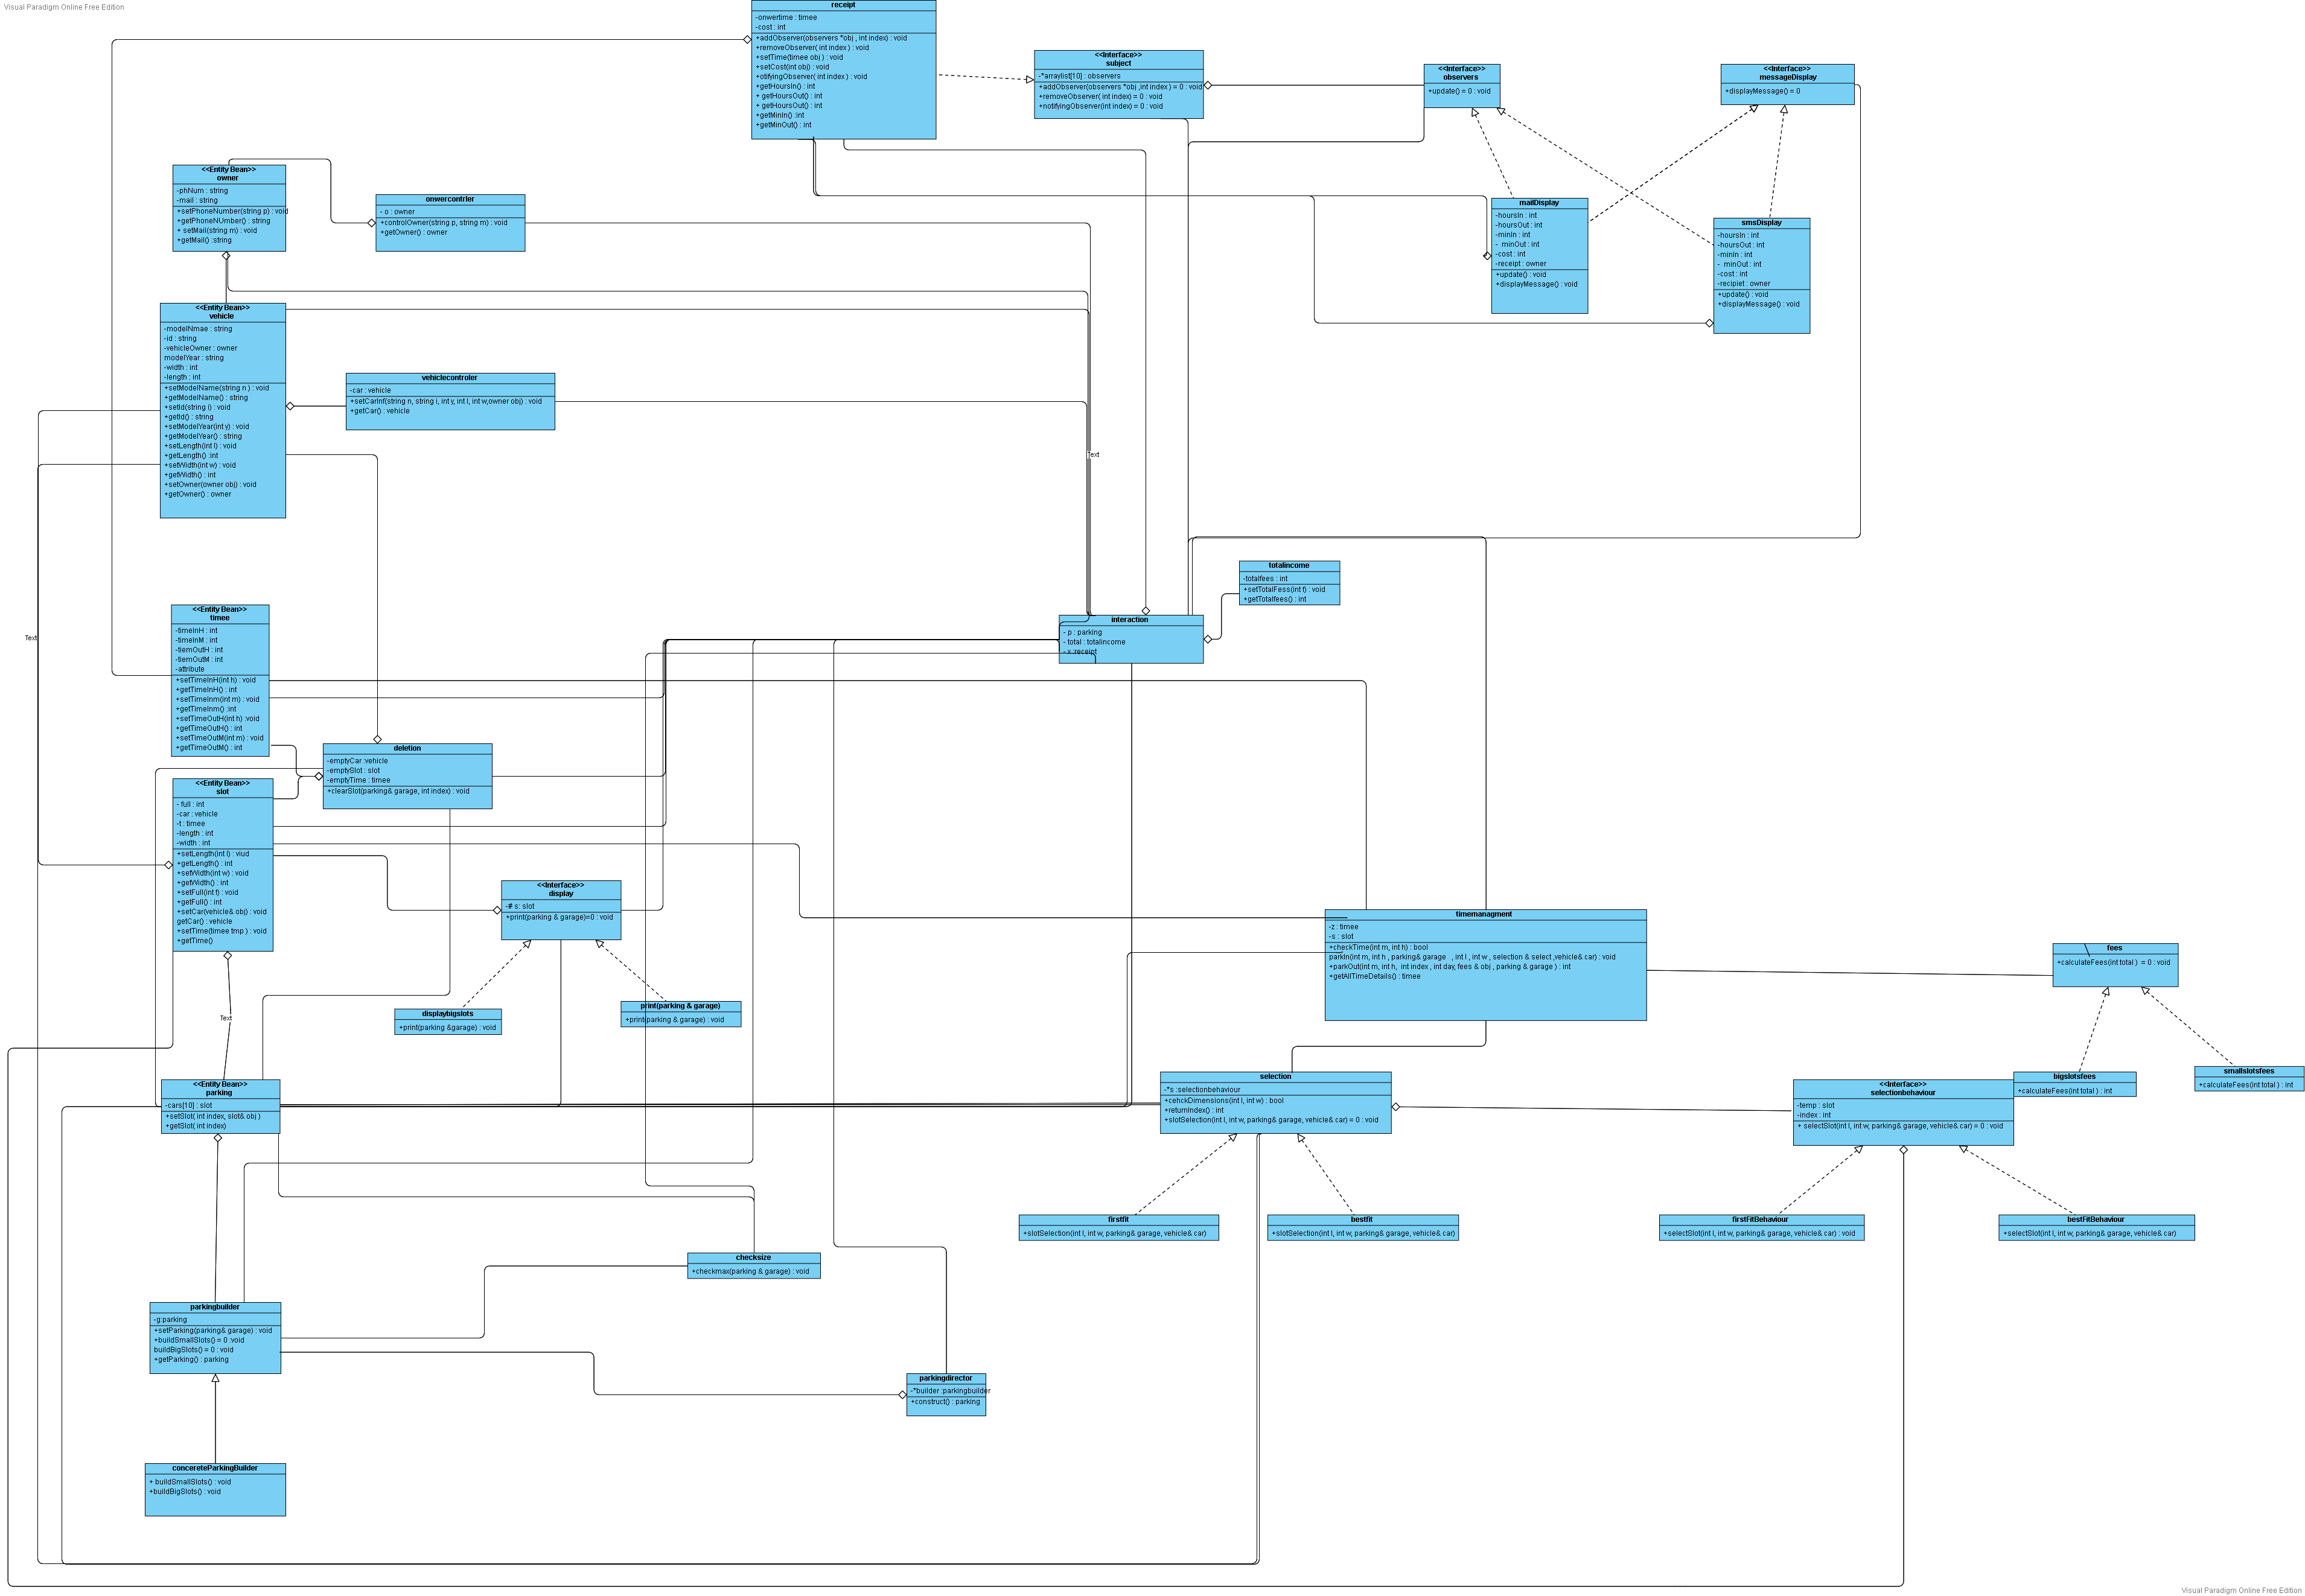 Visual Paradigm Online Free Edition
receipt
-onwertime : timee
-cost : int
+addObserver(observers *obj , int index) : void
+removeObserver( int index ) : void
+setTime(timee obj ) : void
+setCost(int obj) : void
+otifyingObserver( int index ) : void
+getHoursIn() : int
+ getHoursOut() : int
+ getHoursOut() : int
+getMinIn() :int
+getMinOut() : int
<<Interface>>
subject
-*arraylist[10] : observers
+addObserver(observers *obj ,int index ) = 0 : void
+removeObserver( int index) = 0 : void
+notifyingObserver(int index) = 0 : void
<<Interface>>
observers
+update() = 0 : void
<<Interface>>
messageDisplay
+displayMessage() = 0
<<Entity Bean>>
owner
-phNum : string
-mail : string
+setPhoneNumber(string p) : void
+getPhoneNUmber() : string
+ setMail(string m) : void
+getMail() :string
onwercontrler
- o : owner
+controlOwner(string p, string m) : void
+getOwner() : owner
mailDisplay
-hoursIn : int
-hoursOut : int
-minIn : int
- minOut : int
-cost : int
-receipt : owner
+update() : void
+displayMessage() : void
smsDisplay
-hoursIn : int
-hoursOut : int
-minIn : int
- minOut : int
-cost : int
-recipiet : owner
+update() : void
+displayMessage() : void
<<Entity Bean>>
vehicle
-modelNmae : string
-id : string
-vehicleOwner : owner
modelYear : string
-width : int
-length : int
+setModelName(string n ) : void
+getModelName() : string
+setId(string i) : void
+getId() : string
+setModelYear(int y) : void
+getModelYear() : string
+setLength(int l) : void
+getLength() :int
+setWidth(int w) : void
+getWidth() : int
+setOwner(owner obj) : void
+getOwner() : owner
vehiclecontroler
-car : vehicle
+setCarInf(string n, string i, int y, int l, int w,owner obj) : void
+getCar() : vehicle
Text
totalincome
-totalfees : int
+setTotalFess(int f) : void
+getTotalfees() : int
interaction
- p : parking
- total : totalincome
- x :receipt
Text
<<Entity Bean>>
timee
-timeInH : int
-timeInM : int
-tiemOutH : int
-tiemOutM : int
-attribute
+setTimeInH(int h) : void
+getTimeInH() : int
+setTimeInm(int m) : void
+getTimeInm() :int
+setTimeOutH(int h) :void
+getTimeOutH() : int
+setTimeOutM(int m) : void
+getTimeOutM() : int
deletion
-emptyCar :vehicle
-emptySlot : slot
-emptyTime : timee
+clearSlot(parking& garage, int index) : void
<<Entity Bean>>
slot
- full : int
-car : vehicle
-t : timee
-length : int
-width : int
+setLength(int l) : viud
+getLength() : int
+setWidth(int w) : void
+getWidth() : int
+setFull(int f) : void
+getFull() : int
+setCar(vehicle& obj) : void
getCar() : vehicle
+setTime(timee tmp ) : void
+getTime()
<<Interface>>
display
-# s: slot
+print(parking & garage)=0 : void
displaybigslots
+print(parking &garage) : void
print(parking & garage)
+print(parking & garage) : void
timemanagment
-z : timee
-s : slot
+checkTime(int m, int h) : bool
parkIn(int m, int h , parking& garage , int l , int w , selection & select ,vehicle& car) : void
+parkOut(int m, int h, int index , int day, fees & obj , parking & garage ) : int
+getAllTimeDetails() : timee
fees
+calculateFees(int total ) = 0 : void
Text
<<Entity Bean>>
parking
-cars[10] : slot
+setSlot( int index, slot& obj )
+getSlot( int index)
selection
-*s :selectionbehaviour
+cehckDimensions(int l, int w) : bool
+returnIndex() : int
+slotSelection(int l, int w, parking& garage, vehicle& car) = 0 : void
<<Interface>>
selectionbehaviour
-temp : slot
-index : int
+ selectSlot(int l, int w, parking& garage, vehicle& car) = 0 : void
bigslotsfees
+calculateFees(int total ) : int
smallslotsfees
+calculateFees(int total ) : int
firstfit
+slotSelection(int l, int w, parking& garage, vehicle& car)
bestfit
+slotSelection(int l, int w, parking& garage, vehicle& car)
firstFitBehaviour
+selectSlot(int l, int w, parking& garage, vehicle& car) : void
bestFitBehaviour
+selectSlot(int l, int w, parking& garage, vehicle& car)
checksize
+checkmax(parking & garage) : void
parkingbuilder
-g:parking
+setParking(parking& garage) : void
+buildSmallSlots() = 0 :void
buildBigSlots() = 0 : void
+getParking() : parking
parkingdirector
-*builder :parkingbuilder
+construct() : parking
concereteParkingBuilder
+ buildSmallSlots() : void
+buildBigSlots() : void
Visual Paradigm Online Free Edition